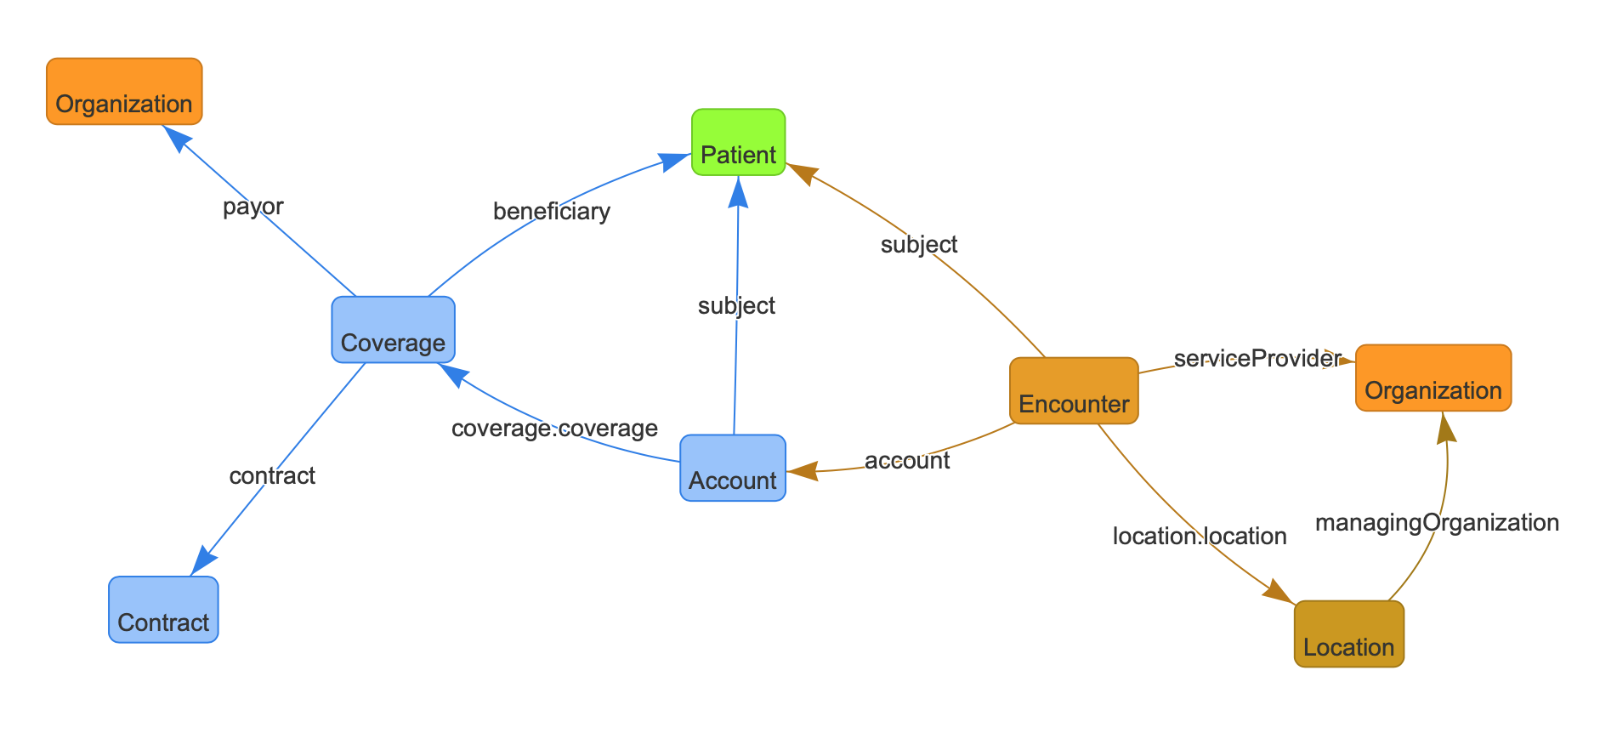 Organization
Patient
payor
beneficiary
subject
subject
Coverage
serviceProvider
Organization
Encounter
coverage.coverage
account
contract
Account
managingOrganization
location.location
Contract
Location